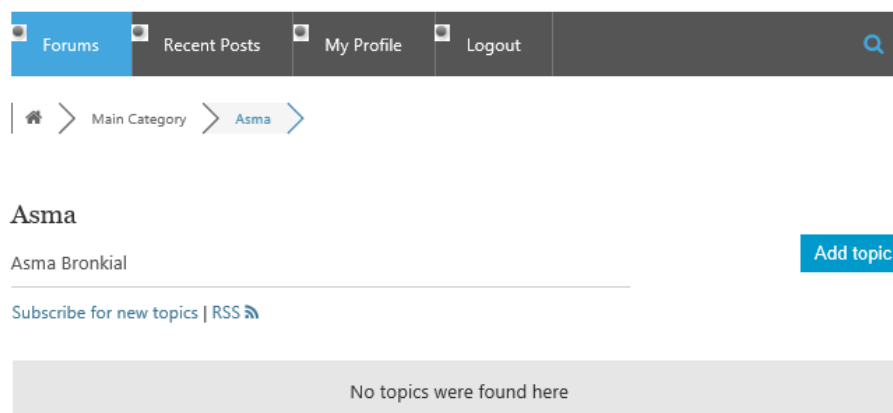 Forums Recent Posts My Profile Logout
Main Category Asma
Asma
Asma Bronkial
Add topic
Subscribe for new topics | RSS
No topics were found here